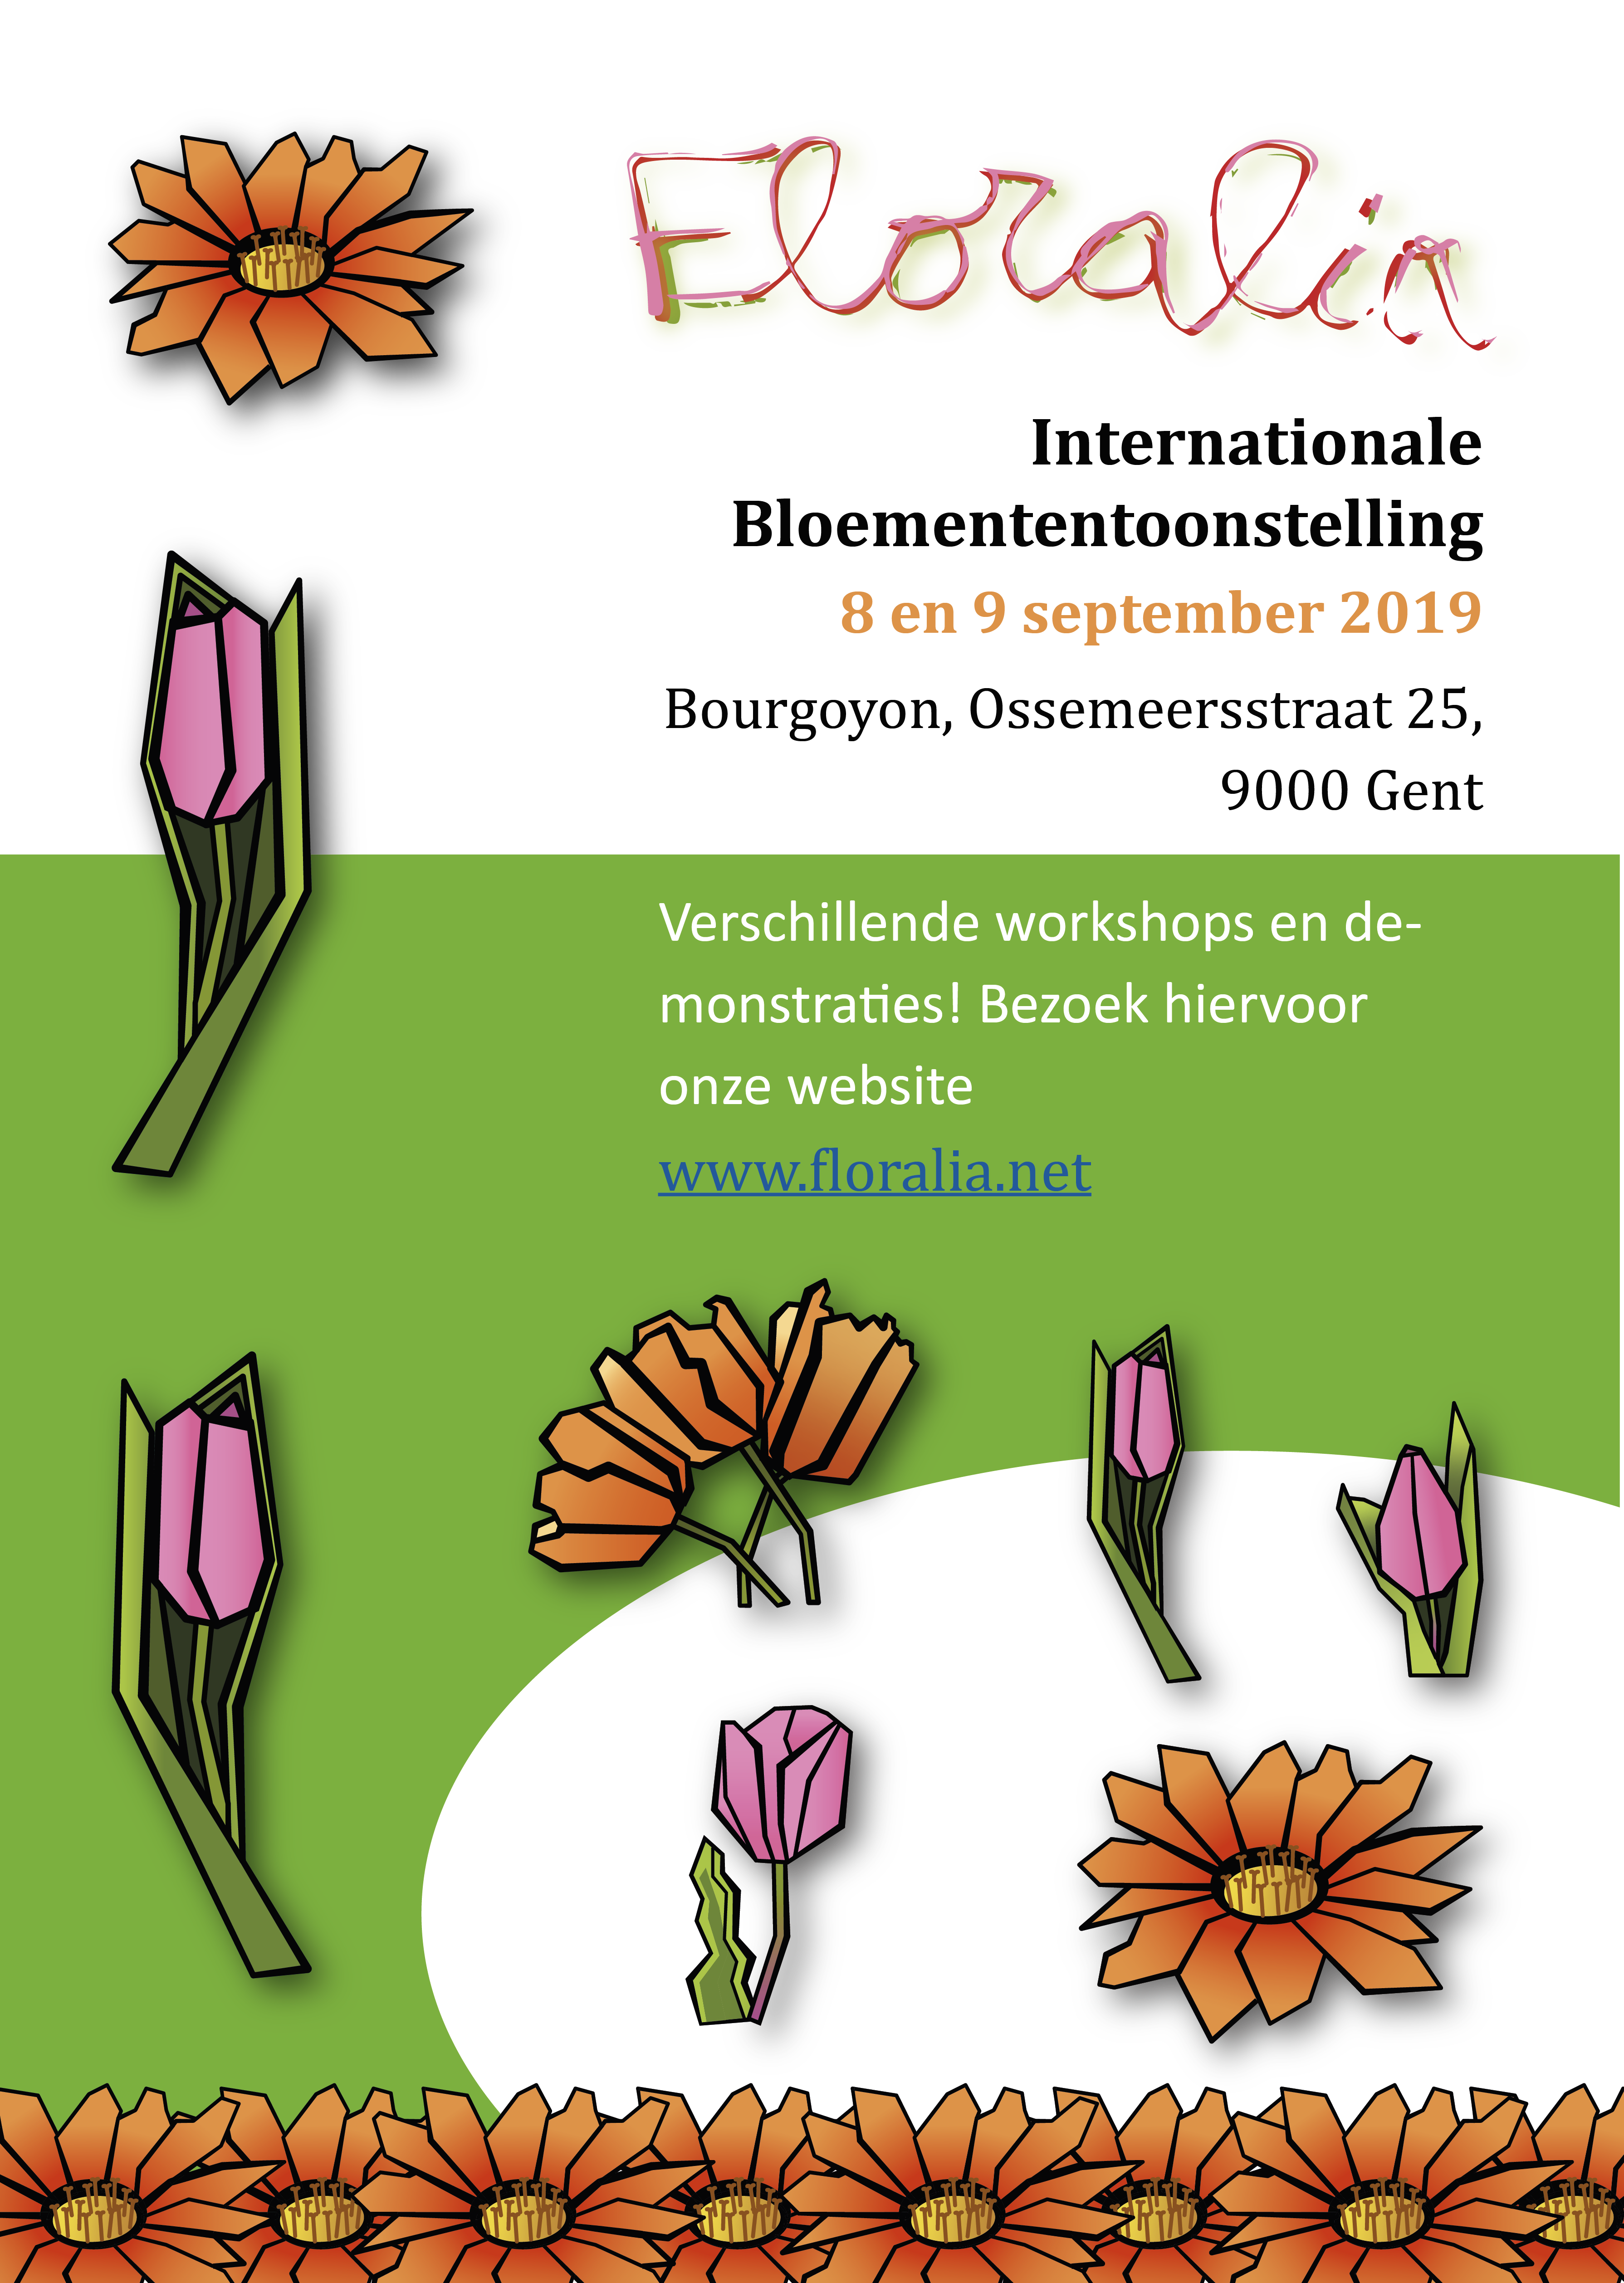 Floralia
Internationale
Bloemententoonstelling
8 en 9 september 2019
Bourgoyon, Ossemeersstraat 25,
9000 Gent
Verschillende workshops en de-
monstraties! Bezoek hiervoor
onze website
www.floralia.net